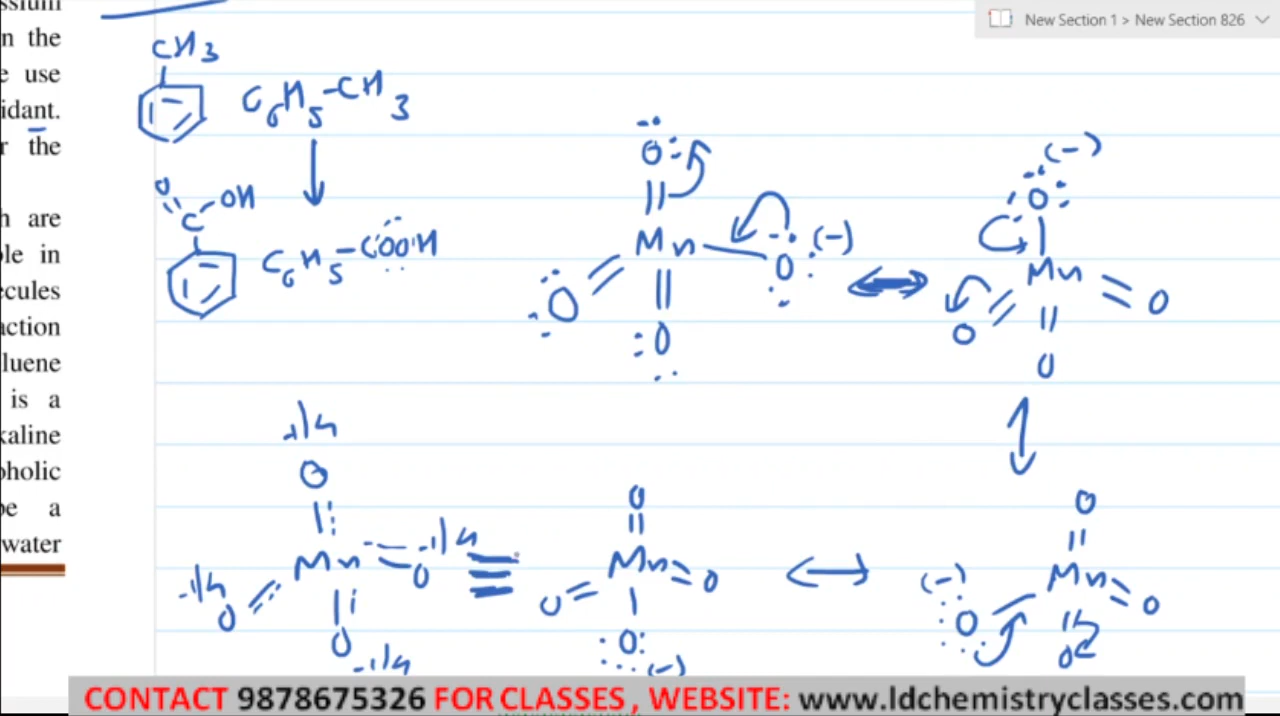 ssium
n the
e use
idant.
r the
h are
ble in
ecules
action
luene
is a
kaline
oholic
be a
water
New Section 1 > New Section 826
CH3
C6H5-CH3
O
C-OH
C6H5-COOH
O
Mn O (-)
O
O
(-)
O
Mn O
O
O
-1/4
O
Mn O -1/4
-1/4 O
O
-1/4
O
Mn O
O
O
(-)
O
(-) Mn O
O
O
CONTACT 9878675326 FOR CLASSES , WEBSITE: www.ldchemistryclasses.com